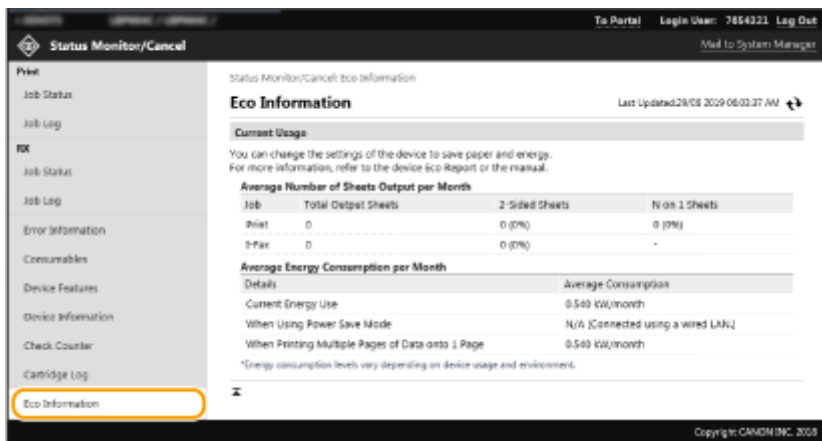 To Portal Login User: 7654321 Log Out
Status Monitor/Cancel
Mail to System Manager
Print
Job Status
Job Log
RX
Job Status
Job Log
Error Information
Consumables
Device Features
Device Information
Check Counter
Cartridge Log
Eco Information
Status Monitor/Cancel: Eco Information
Eco Information
Last Updated:29/05 2019 08:03:37 AM
Current Usage
You can change the settings of the device to save paper and energy.
For more information, refer to the device Eco Report or the manual.
Average Number of Sheets Output per Month
Job Total Output Sheets 2-Sided Sheets N on 1 Sheets
Print 0 0 (0%) 0 (0%)
I-Fax 0 0 (0%) -
Average Energy Consumption per Month
Details Average Consumption
Current Energy Use 0.540 kW/month
When Using Power Save Mode N/A (Connected using a wired LAN.)
When Printing Multiple Pages of Data onto 1 Page 0.540 kW/month
*Energy consumption levels vary depending on device usage and environment.
Copyright CANON INC. 2018